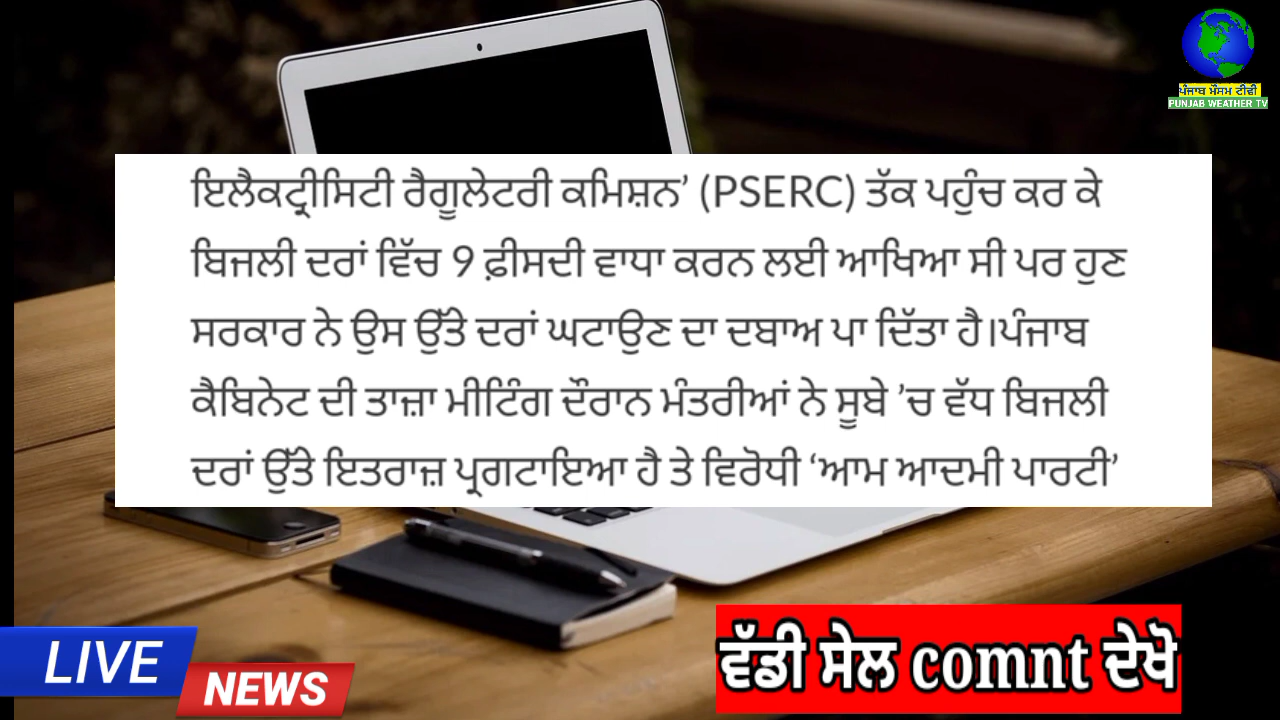 ਪੰਜਾਬ ਮੌਸਮ ਟੀਵੀ
PUNJAB WEATHER TV
ਇਲੈਕਟ੍ਰੀਸਿਟੀ ਰੈਗੂਲੇਟਰੀ ਕਮਿਸ਼ਨ’ (PSERC) ਤੱਕ ਪਹੁੰਚ ਕਰ ਕੇ
ਬਿਜਲੀ ਦਰਾਂ ਵਿੱਚ 9 ਫ਼ੀਸਦੀ ਵਾਧਾ ਕਰਨ ਲਈ ਆਖਿਆ ਸੀ ਪਰ ਹੁਣ
ਸਰਕਾਰ ਨੇ ਉਸ ਉੱਤੇ ਦਰਾਂ ਘਟਾਉਣ ਦਾ ਦਬਾਅ ਪਾ ਦਿੱਤਾ ਹੈ।ਪੰਜਾਬ
ਕੈਬਿਨੇਟ ਦੀ ਤਾਜ਼ਾ ਮੀਟਿੰਗ ਦੌਰਾਨ ਮੰਤਰੀਆਂ ਨੇ ਸੂਬੇ ’ਚ ਵੱਧ ਬਿਜਲੀ
ਦਰਾਂ ਉੱਤੇ ਇਤਰਾਜ਼ ਪ੍ਰਗਟਾਇਆ ਹੈ ਤੇ ਵਿਰੋਧੀ ‘ਆਮ ਆਦਮੀ ਪਾਰਟੀ’
ਵੱਡੀ ਸੇਲ comnt ਦੇਖੋ
LIVE
NEWS